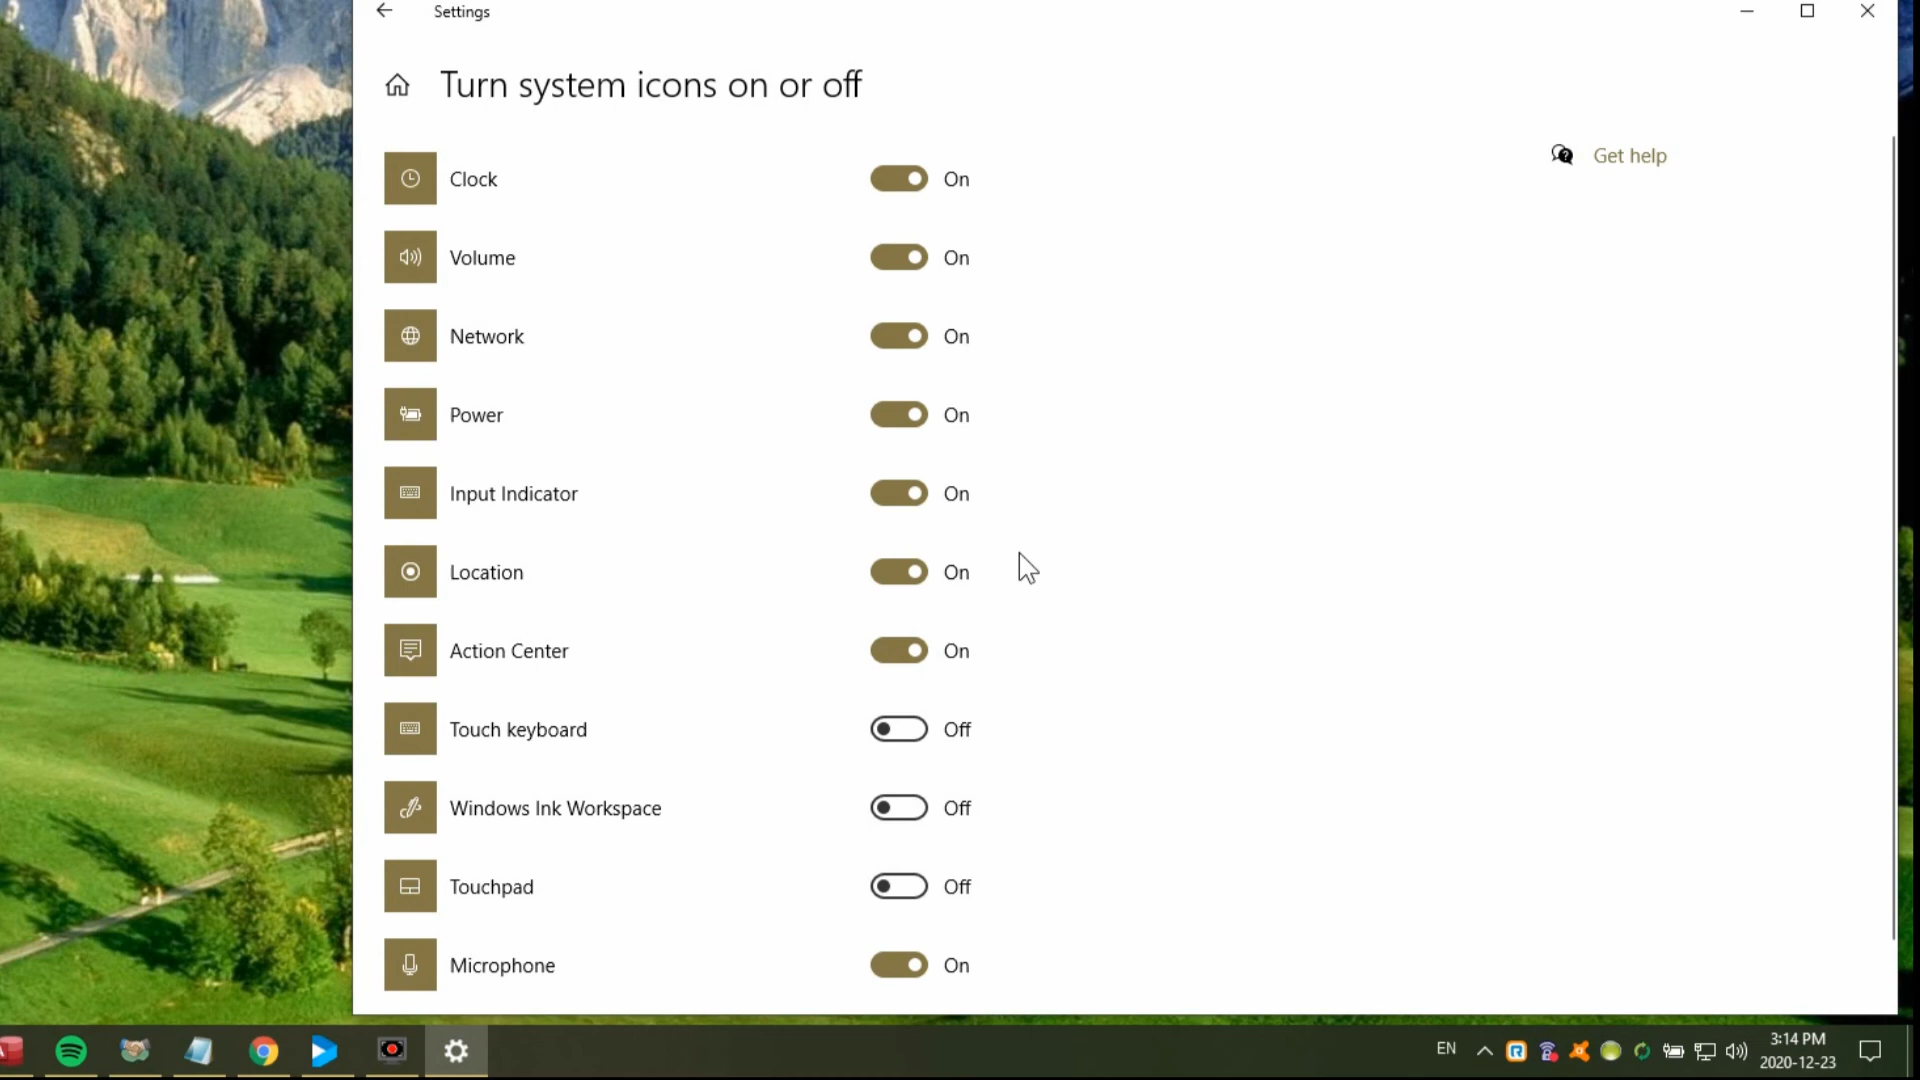 Settings
Turn system icons on or off
Get help
Clock On
Volume On
Network On
Power On
Input Indicator On
Location On
Action Center On
Touch keyboard Off
Windows Ink Workspace Off
Touchpad Off
Microphone On
EN
3:14 PM
2020-12-23